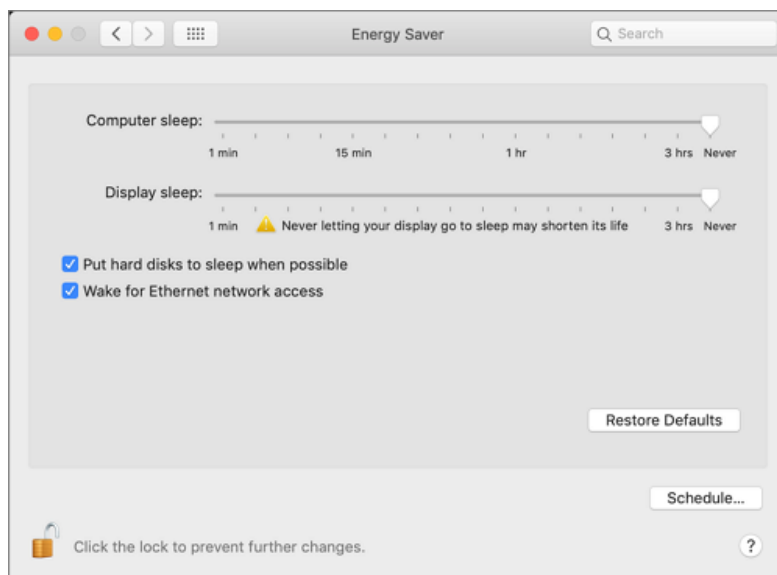 Energy Saver
Search
Computer sleep:
1 min 15 min 1 hr 3 hrs Never
Display sleep:
1 min Never letting your display go to sleep may shorten its life 3 hrs Never
Put hard disks to sleep when possible
Wake for Ethernet network access
Restore Defaults
Schedule...
Click the lock to prevent further changes. ?